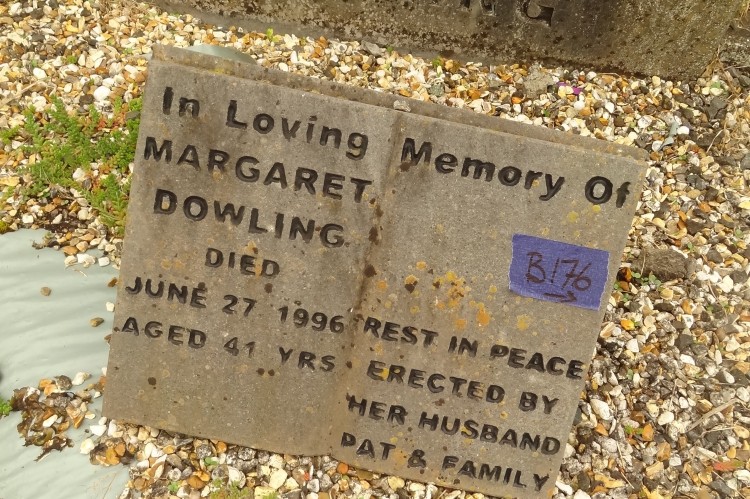 In Loving Memory Of
MARGARET
DOWLING
DIED
JUNE 27 1996
AGED 41 YRS
B176
REST IN PEACE
ERECTED BY
HER HUSBAND
PAT & FAMILY